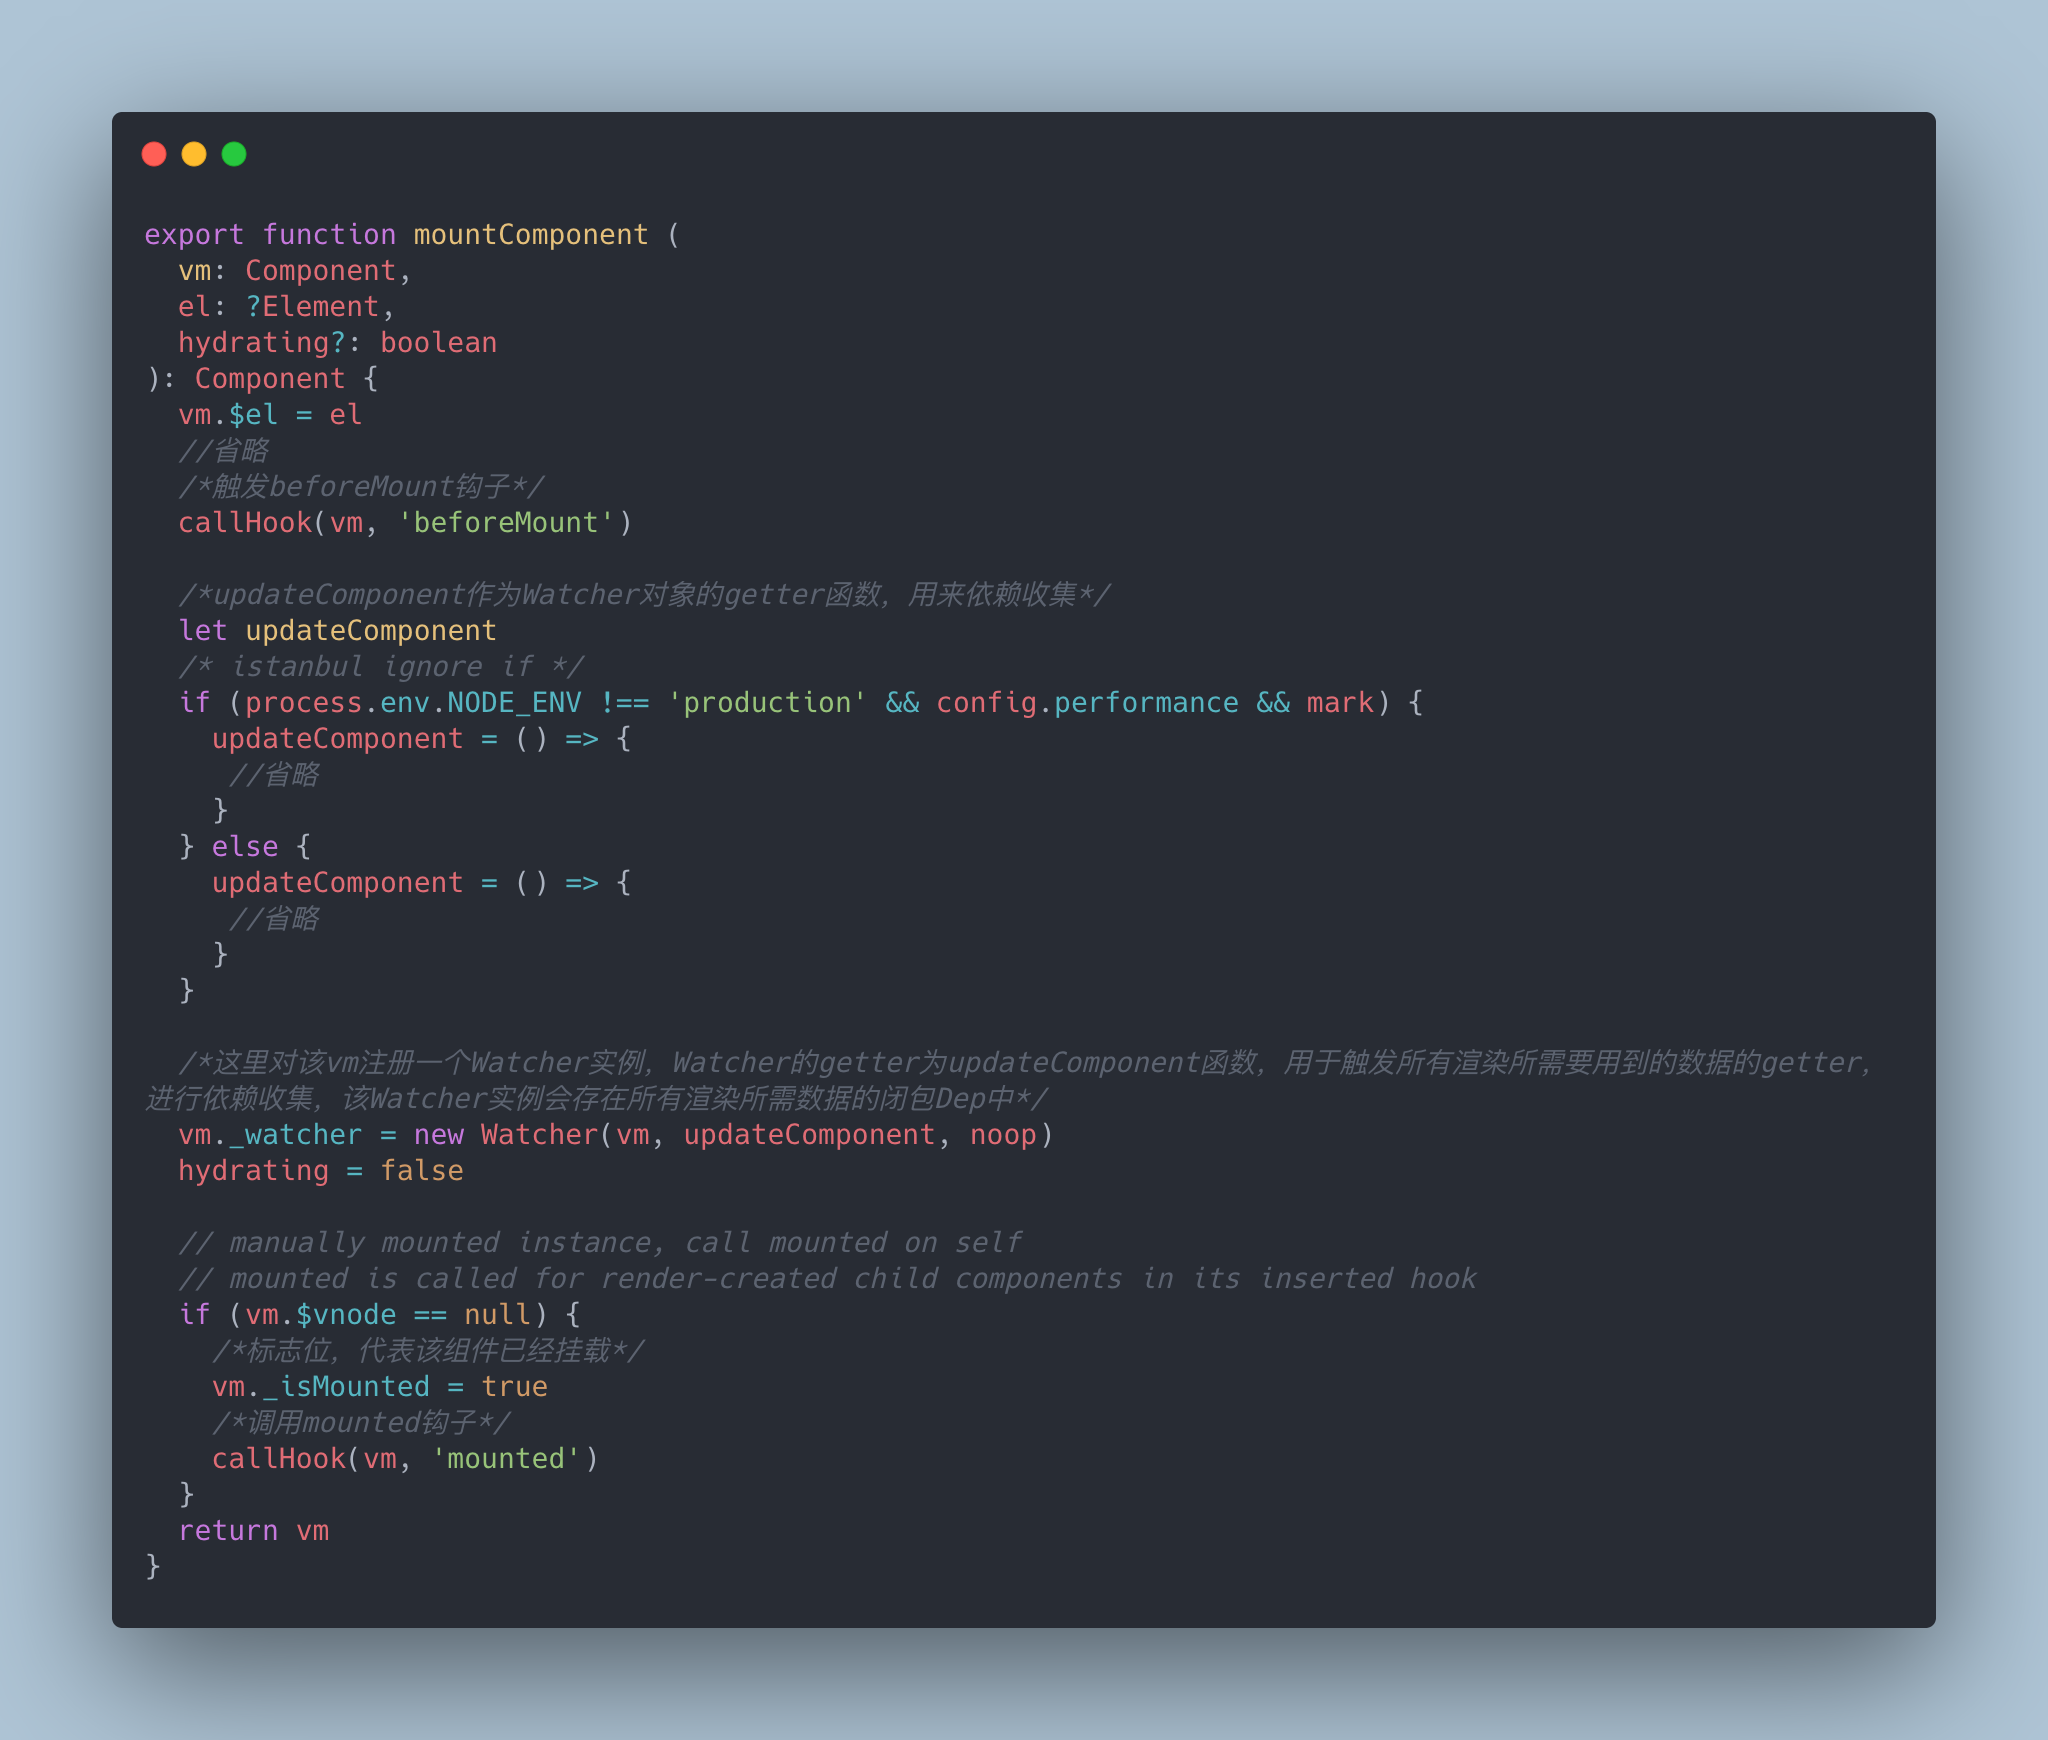 export function mountComponent (
  vm: Component,
  el: ?Element,
  hydrating?: boolean
): Component {
  vm.$el = el
  //省略
  /*触发beforeMount钩子*/
  callHook(vm, 'beforeMount')

  /*updateComponent作为Watcher对象的getter函数，用来依赖收集*/
  let updateComponent
  /* istanbul ignore if */
  if (process.env.NODE_ENV !== 'production' && config.performance && mark) {
    updateComponent = () => {
     //省略
    }
  } else {
    updateComponent = () => {
     //省略
    }
  }

  /*这里对该vm注册一个Watcher实例，Watcher的getter为updateComponent函数，用于触发所有渲染所需要用到的数据的getter，
进行依赖收集，该Watcher实例会存在所有渲染所需数据的闭包Dep中*/
  vm._watcher = new Watcher(vm, updateComponent, noop)
  hydrating = false

  // manually mounted instance, call mounted on self
  // mounted is called for render-created child components in its inserted hook
  if (vm.$vnode == null) {
    /*标志位，代表该组件已经挂载*/
    vm._isMounted = true
    /*调用mounted钩子*/
    callHook(vm, 'mounted')
  }
  return vm
}